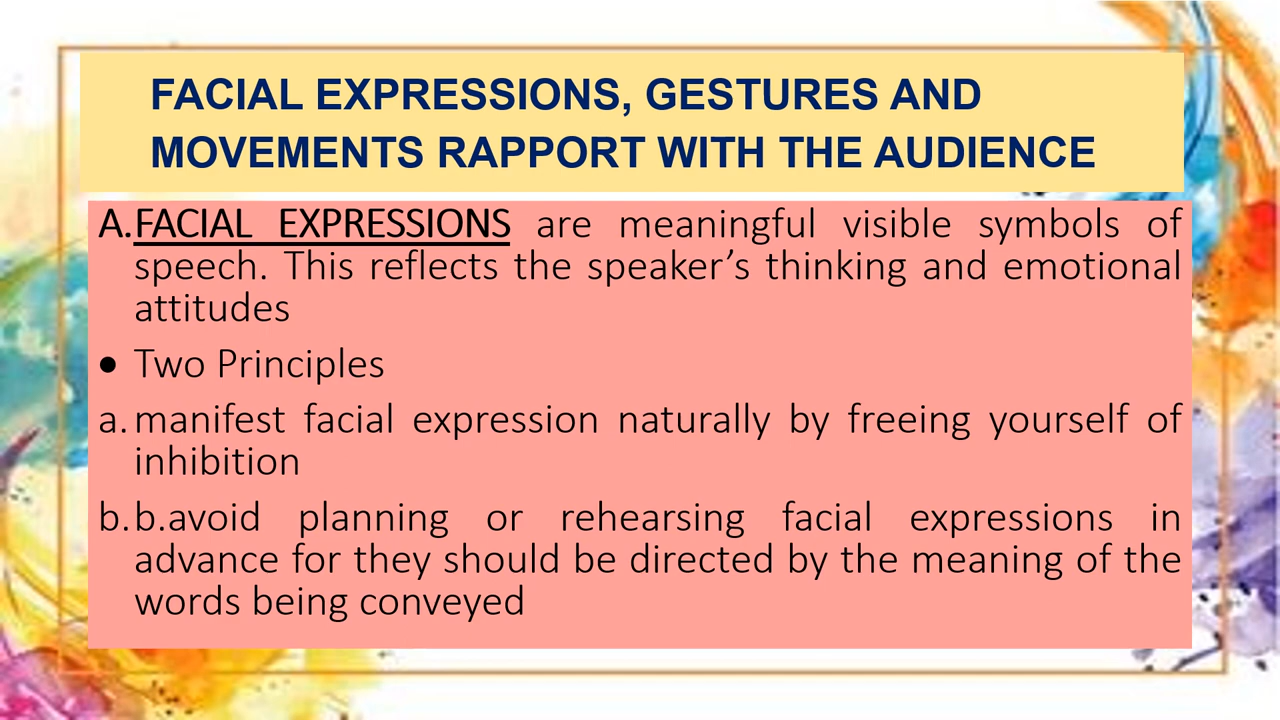 FACIAL EXPRESSIONS, GESTURES AND
MOVEMENTS RAPPORT WITH THE AUDIENCE
A.FACIAL EXPRESSIONS are meaningful visible symbols of
speech. This reflects the speaker’s thinking and emotional
attitudes
• Two Principles
a. manifest facial expression naturally by freeing yourself of
inhibition
b. b.avoid planning or rehearsing facial expressions in
advance for they should be directed by the meaning of the
words being conveyed